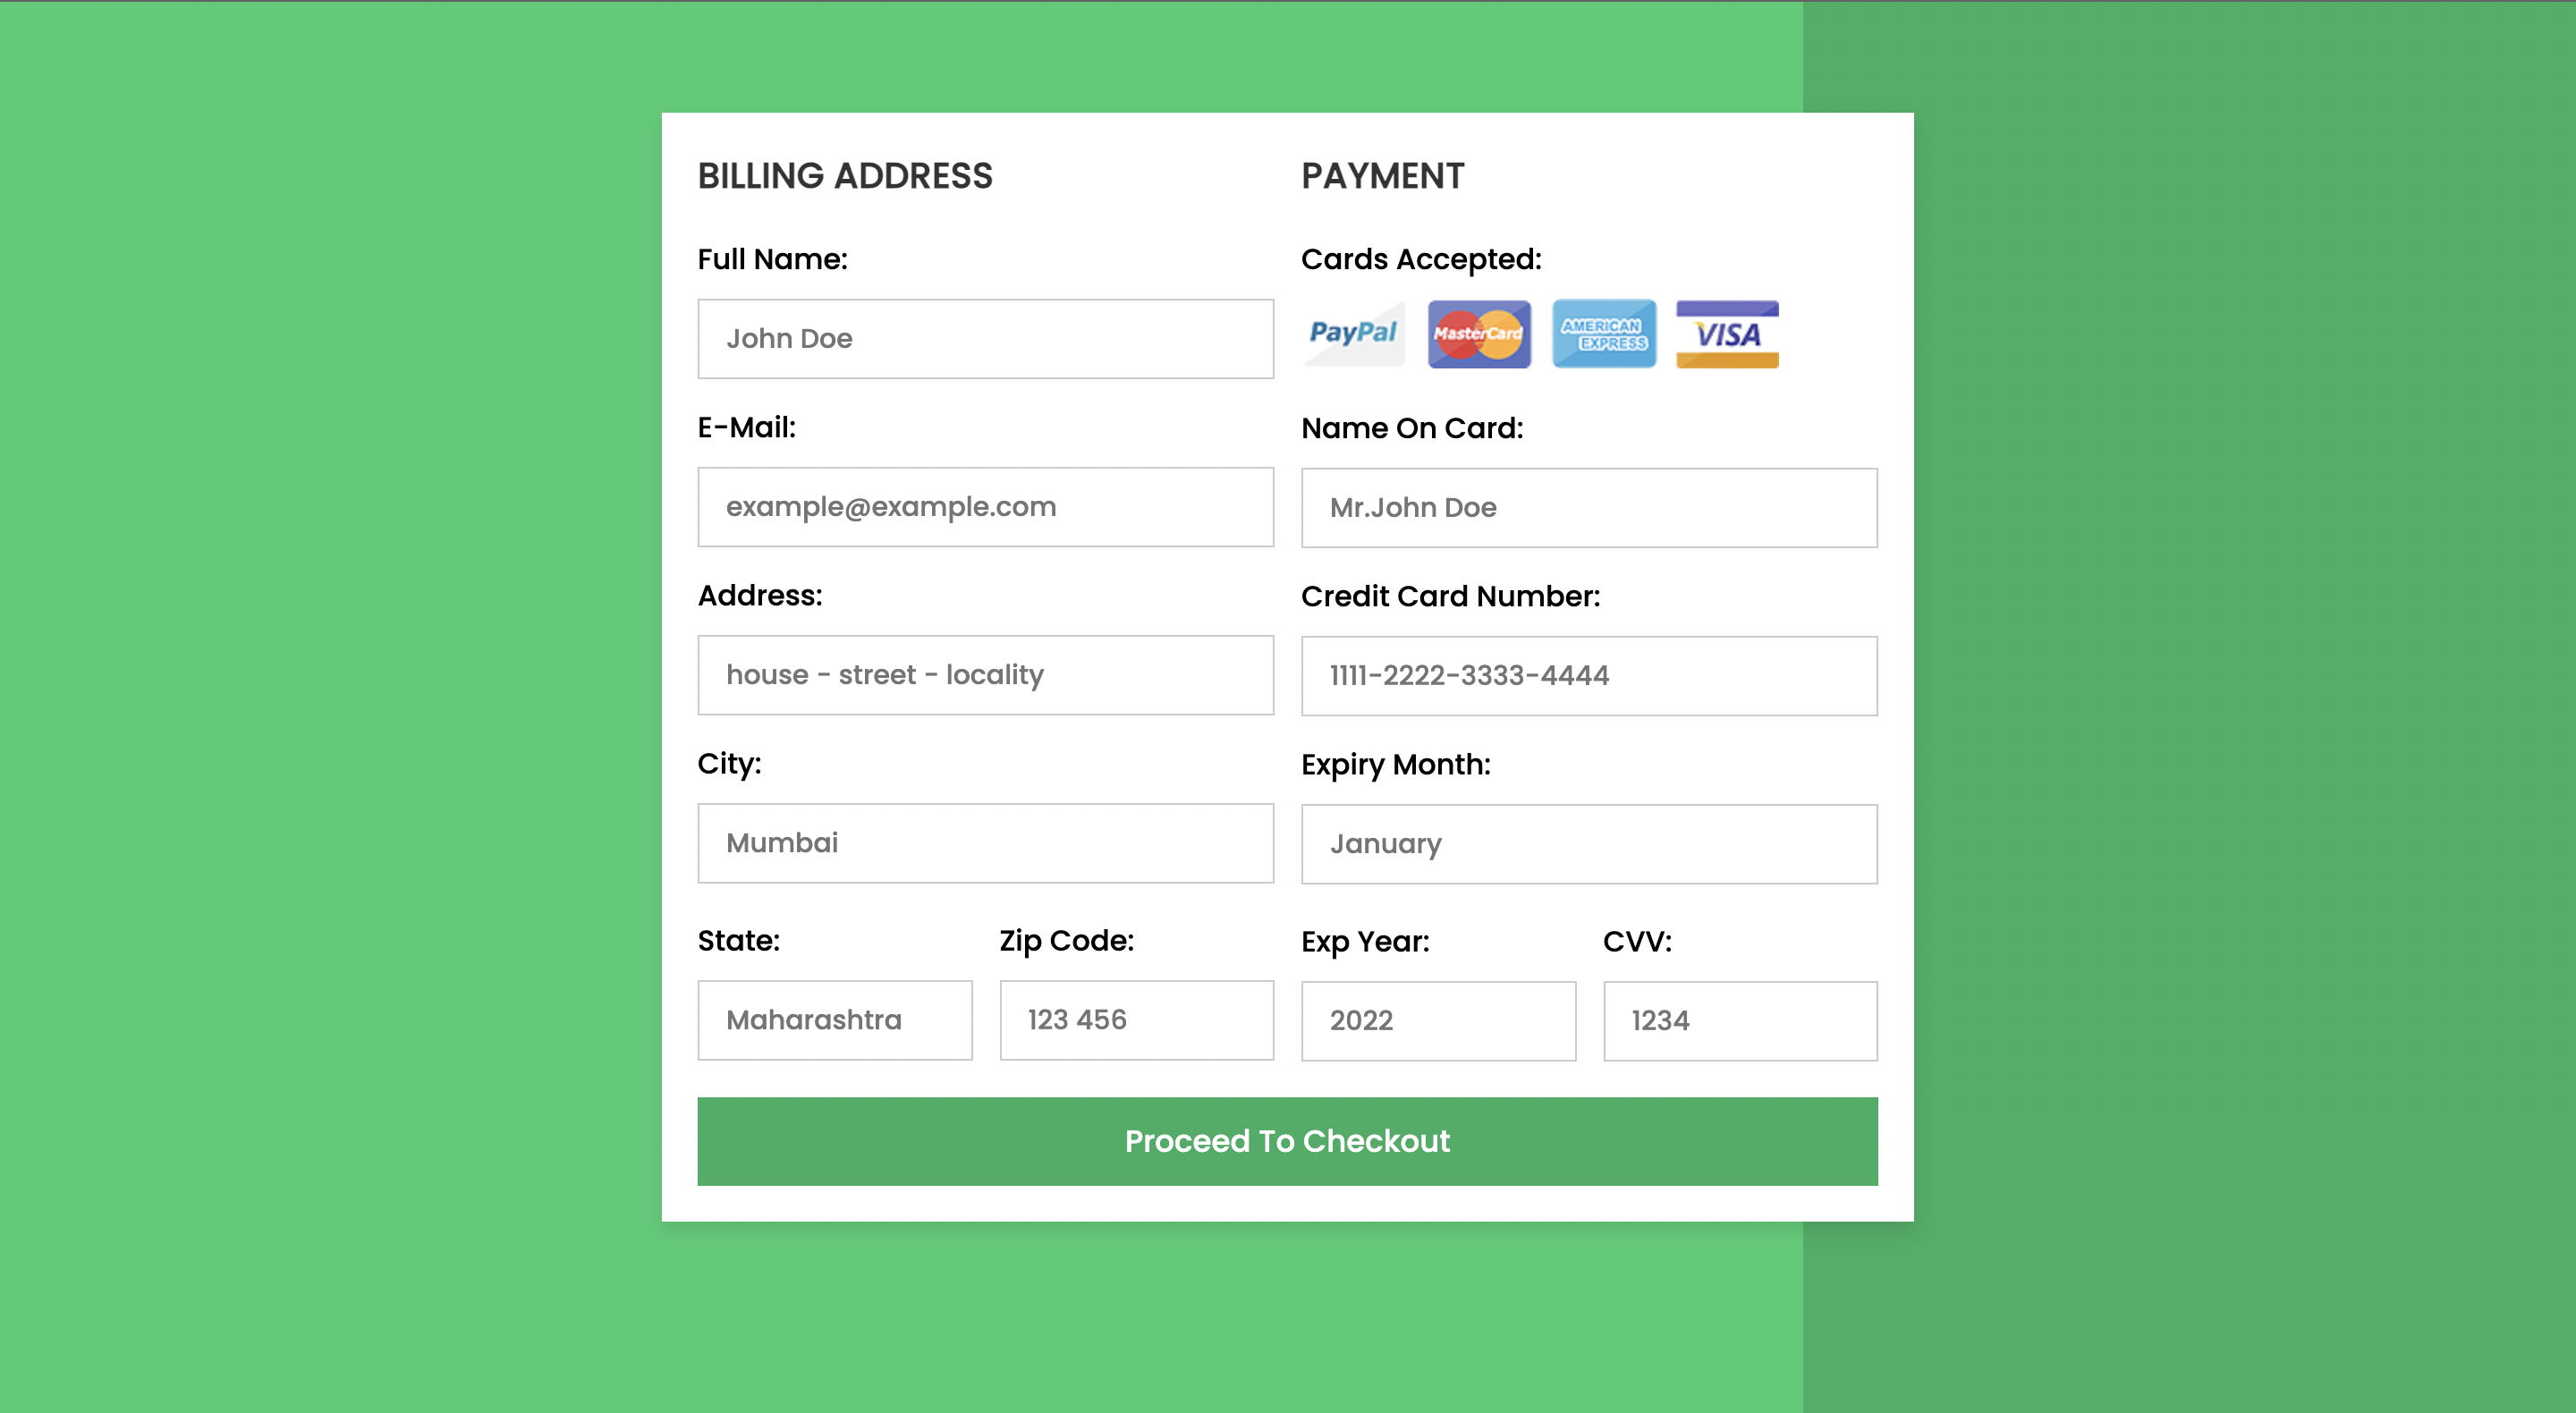 BILLING ADDRESS
Full Name:
John Doe
E-Mail:
example@example.com
Address:
house - street - locality
City:
Mumbai
State:
Maharashtra
Zip Code:
123 456
PAYMENT
Cards Accepted:
PayPal
MasterCard
AMERICAN
EXPRESS
VISA
Name On Card:
Mr.John Doe
Credit Card Number:
1111-2222-3333-4444
Expiry Month:
January
Exp Year:
2022
CVV:
1234
Proceed To Checkout